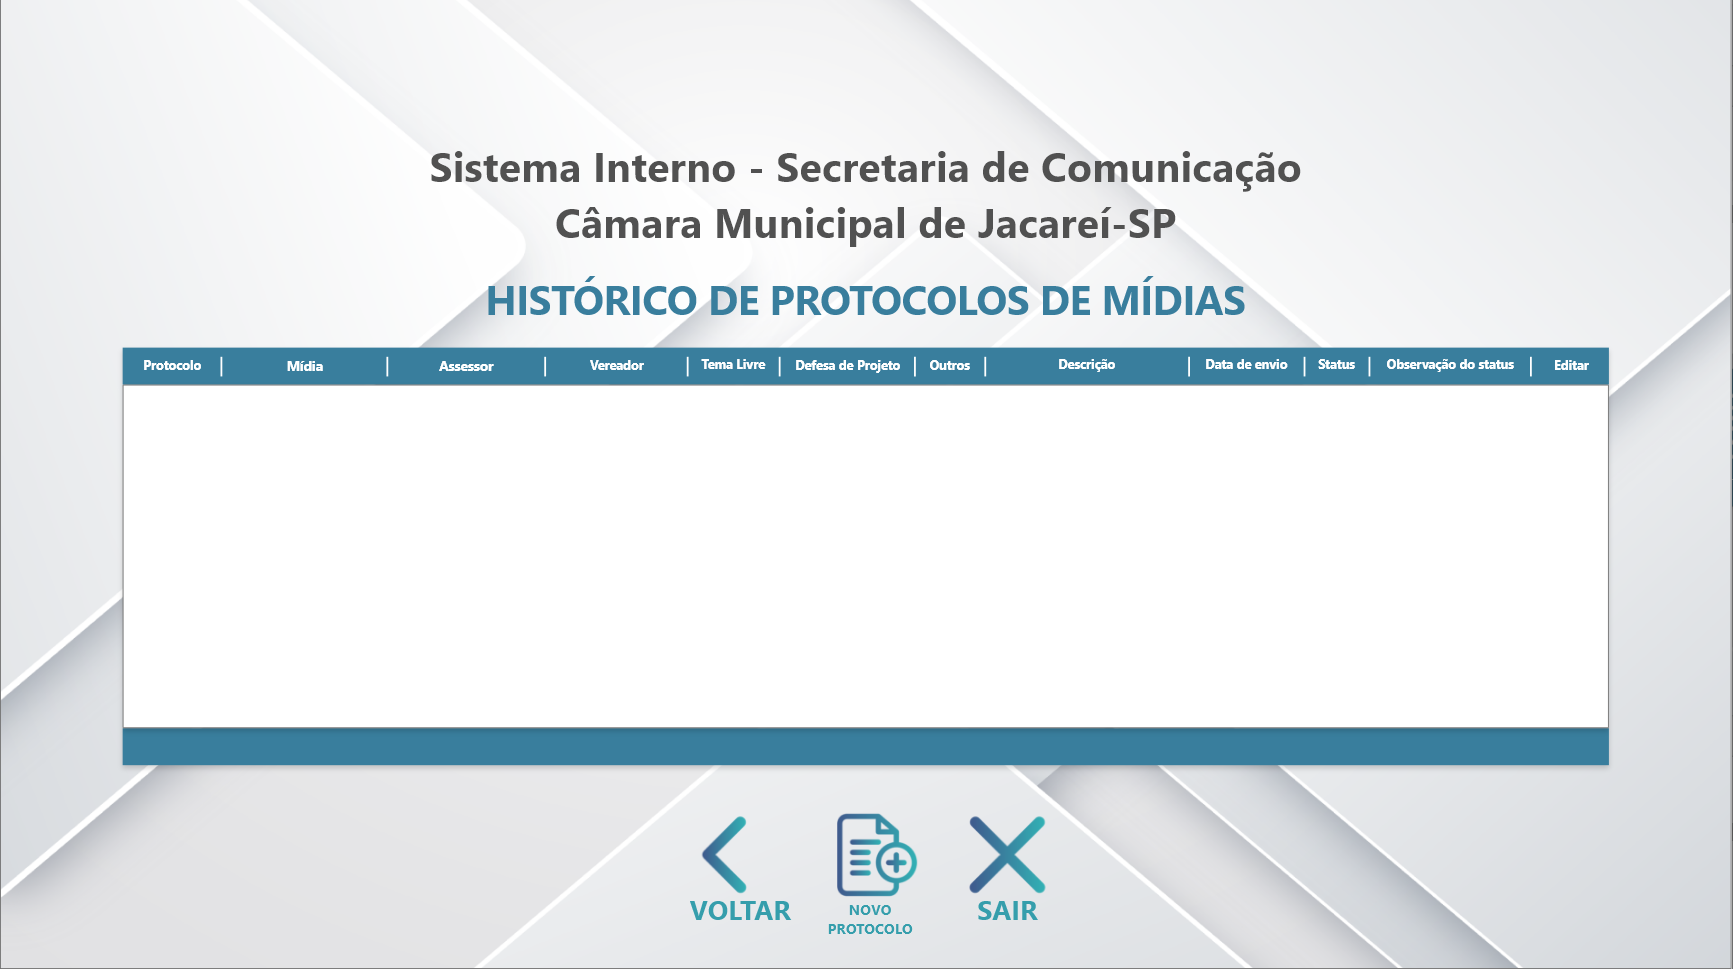 Sistema Interno - Secretaria de Comunicação
Câmara Municipal de Jacareí-SP
HISTÓRICO DE PROTOCOLOS DE MÍDIAS
Protocolo | Mídia | Assessor | Vereador | Tema Livre | Defesa de Projeto | Outros | Descrição | Data de envio | Status | Observação do status | Editar
VOLTAR
NOVO
PROTOCOLO
SAIR